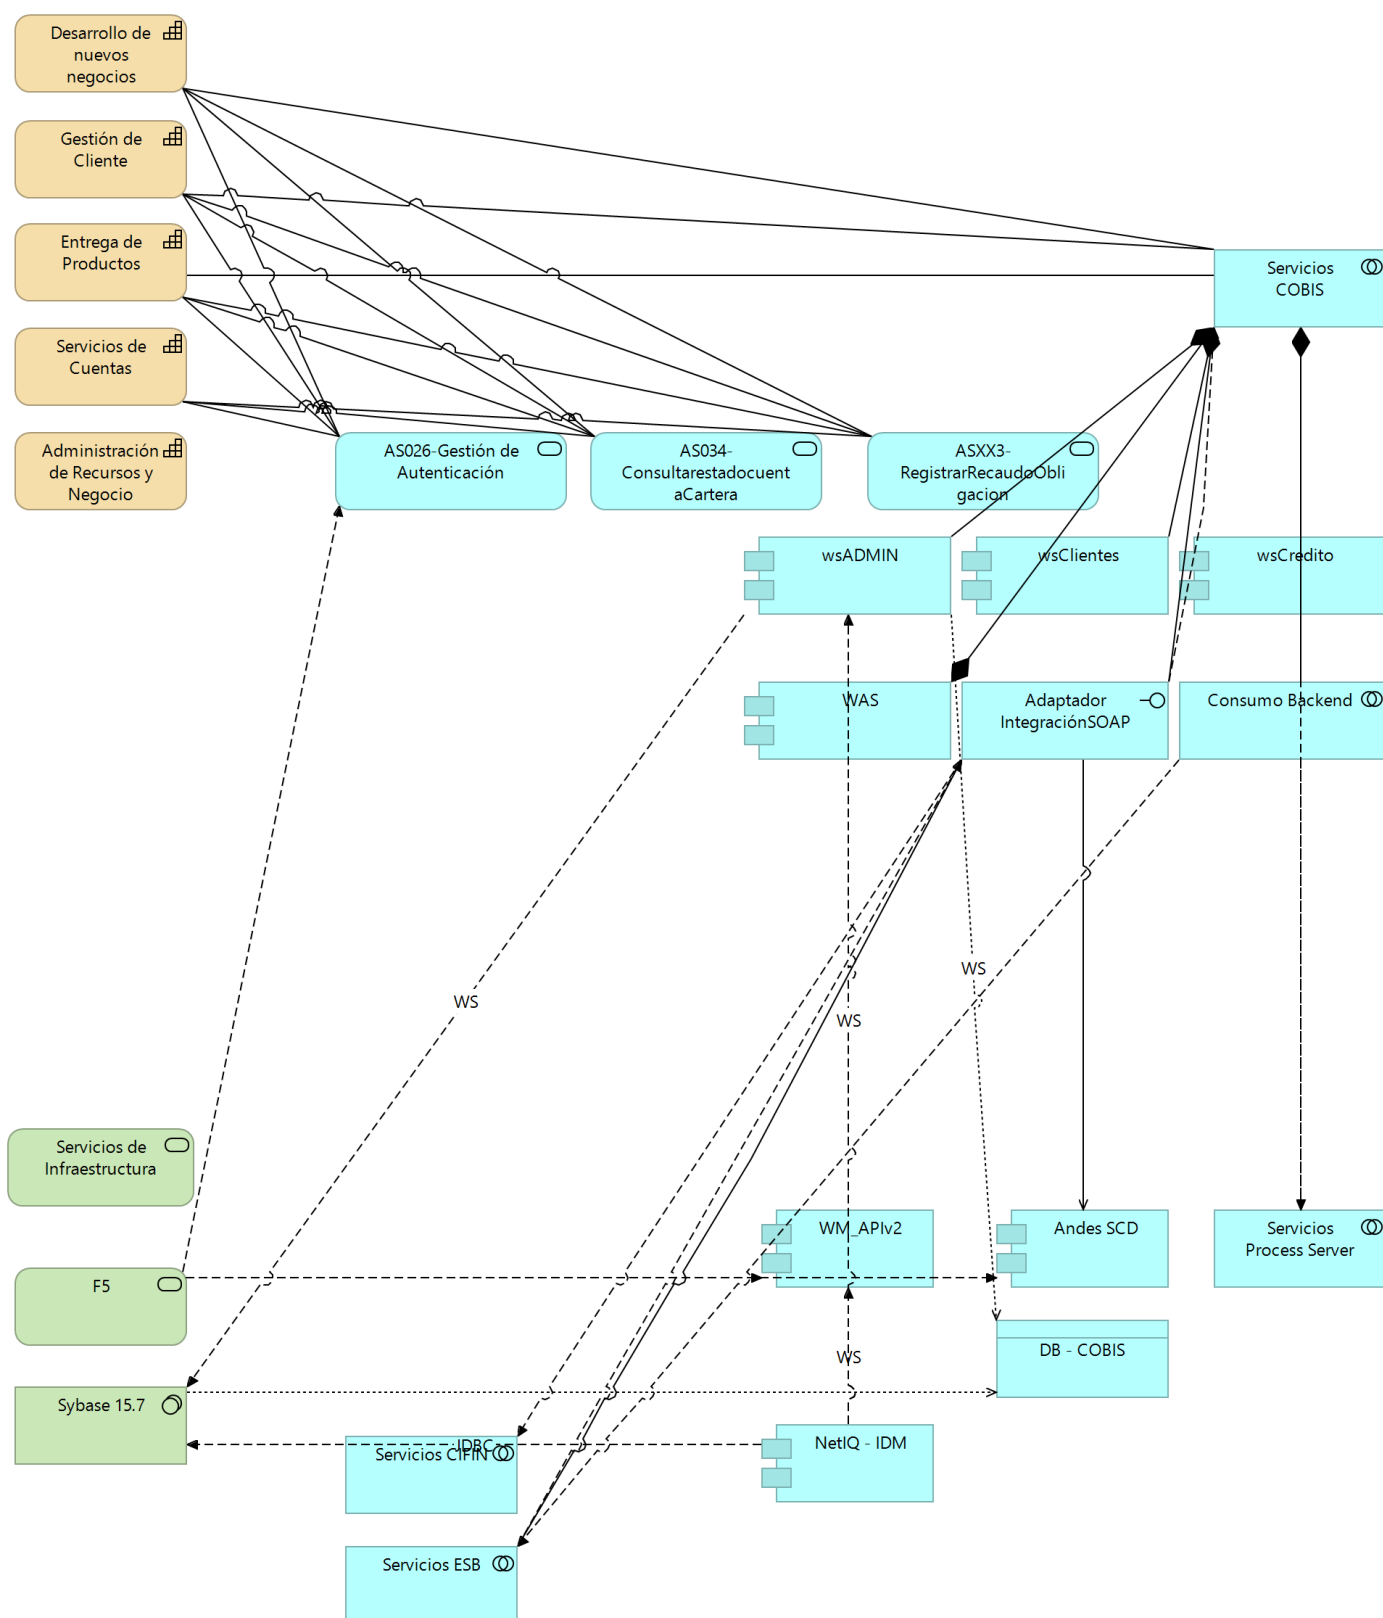 Desarrollo de
nuevos
negocios
Gestión de
Cliente
Entrega de
Productos
Servicios
COBIS
Servicios de
Cuentas
Administración
de Recursos y
Negocio
AS026-Gestión de
Autenticación
AS034-
Consultarestadocuent
aCartera
ASXX3-
RegistrarRecaudoObli
gacion
wsADMIN
wsClientes
wsCredito
WAS
Adaptador
IntegraciónSOAP
Consumo Backend
WS
WS
WS
Servicios de
Infraestructura
WM_APIv2
Andes SCD
Servicios
Process Server
F5
DB - COBIS
WS
Sybase 15.7
JDBC
Servicios CIFIN
NetIQ - IDM
Servicios ESB